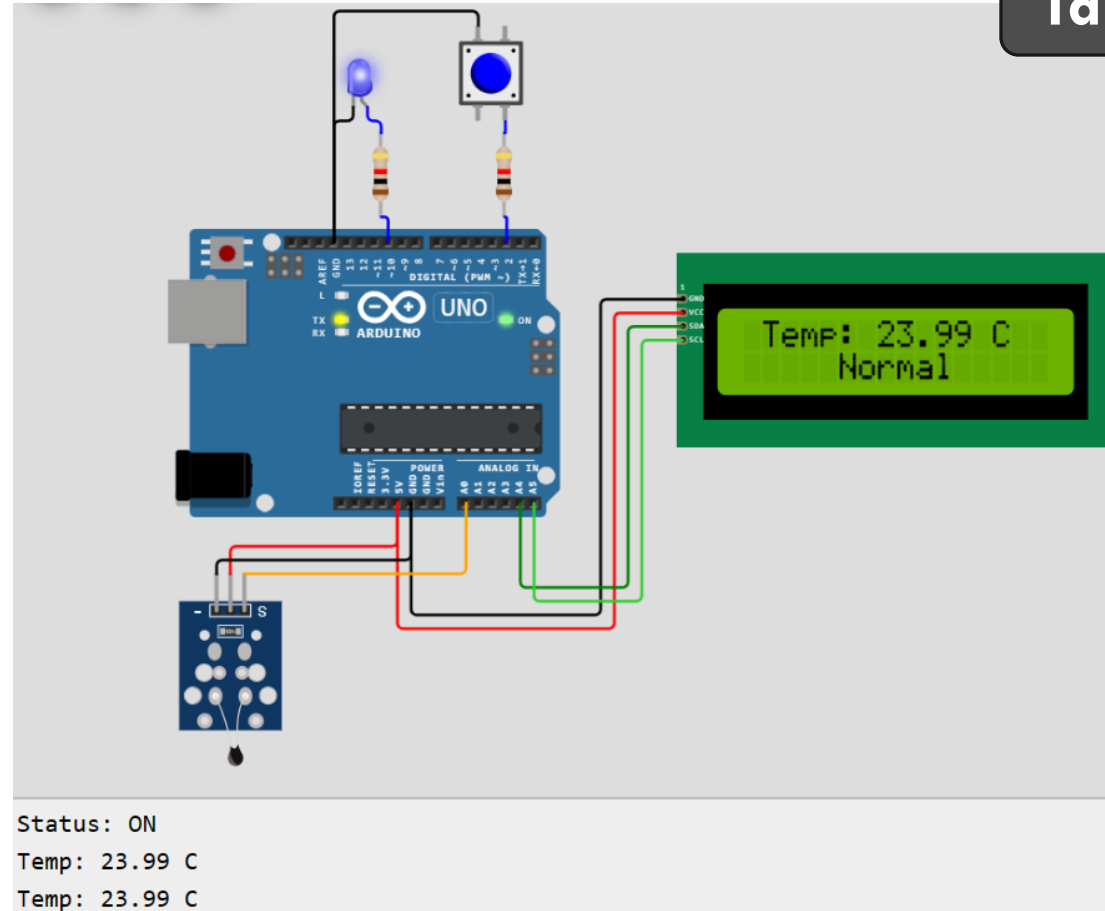 Ta
AREF
GND
13
12
~11
~10
~9
8
7
~6
~5
4
~3
2
TX→1
RX←0
DIGITAL (PWM ~)
L
TX
RX
ARDUINO
UNO
ON
1
GND
VCC
SDA
SCL
Temp: 23.99 C
Normal
IOREF
RESET
3.3V
5V
GND
GND
Vin
POWER
ANALOG IN
A0
A1
A2
A3
A4
A5
- S
Status: ON
Temp: 23.99 C
Temp: 23.99 C